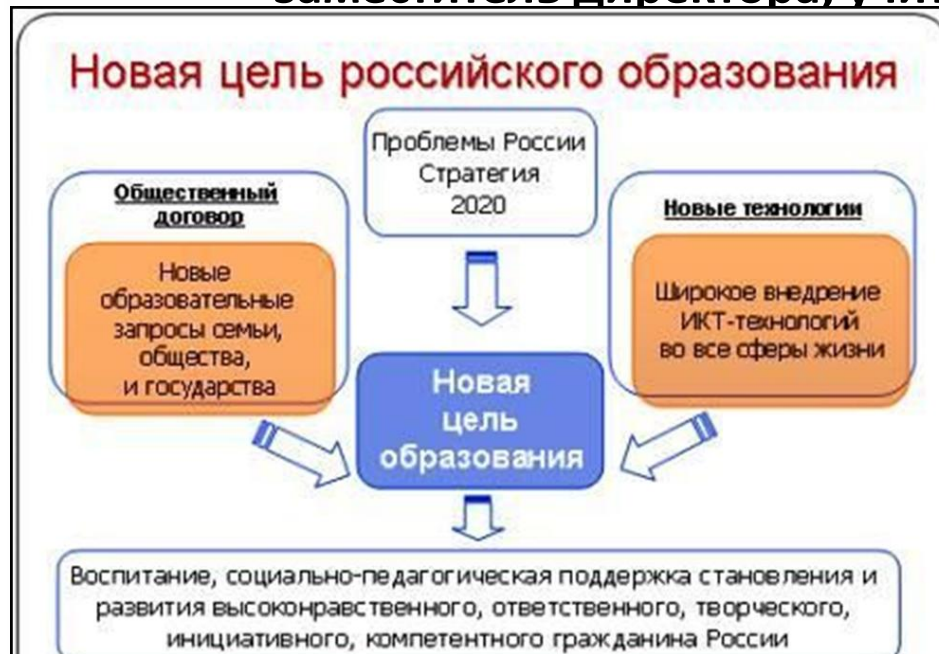 Новая цель российского образования
Проблемы России
Стратегия
2020
Общественный
договор
Новые
образовательные
запросы семьи,
общества,
и государства
Новые технологии
Широкое внедрение
ИКТ-технологий
во все сферы жизни
Новая
цель
образования
Воспитание, социально-педагогическая поддержка становления и
развития высоконравственного, ответственного, творческого,
инициативного, компетентного гражданина России